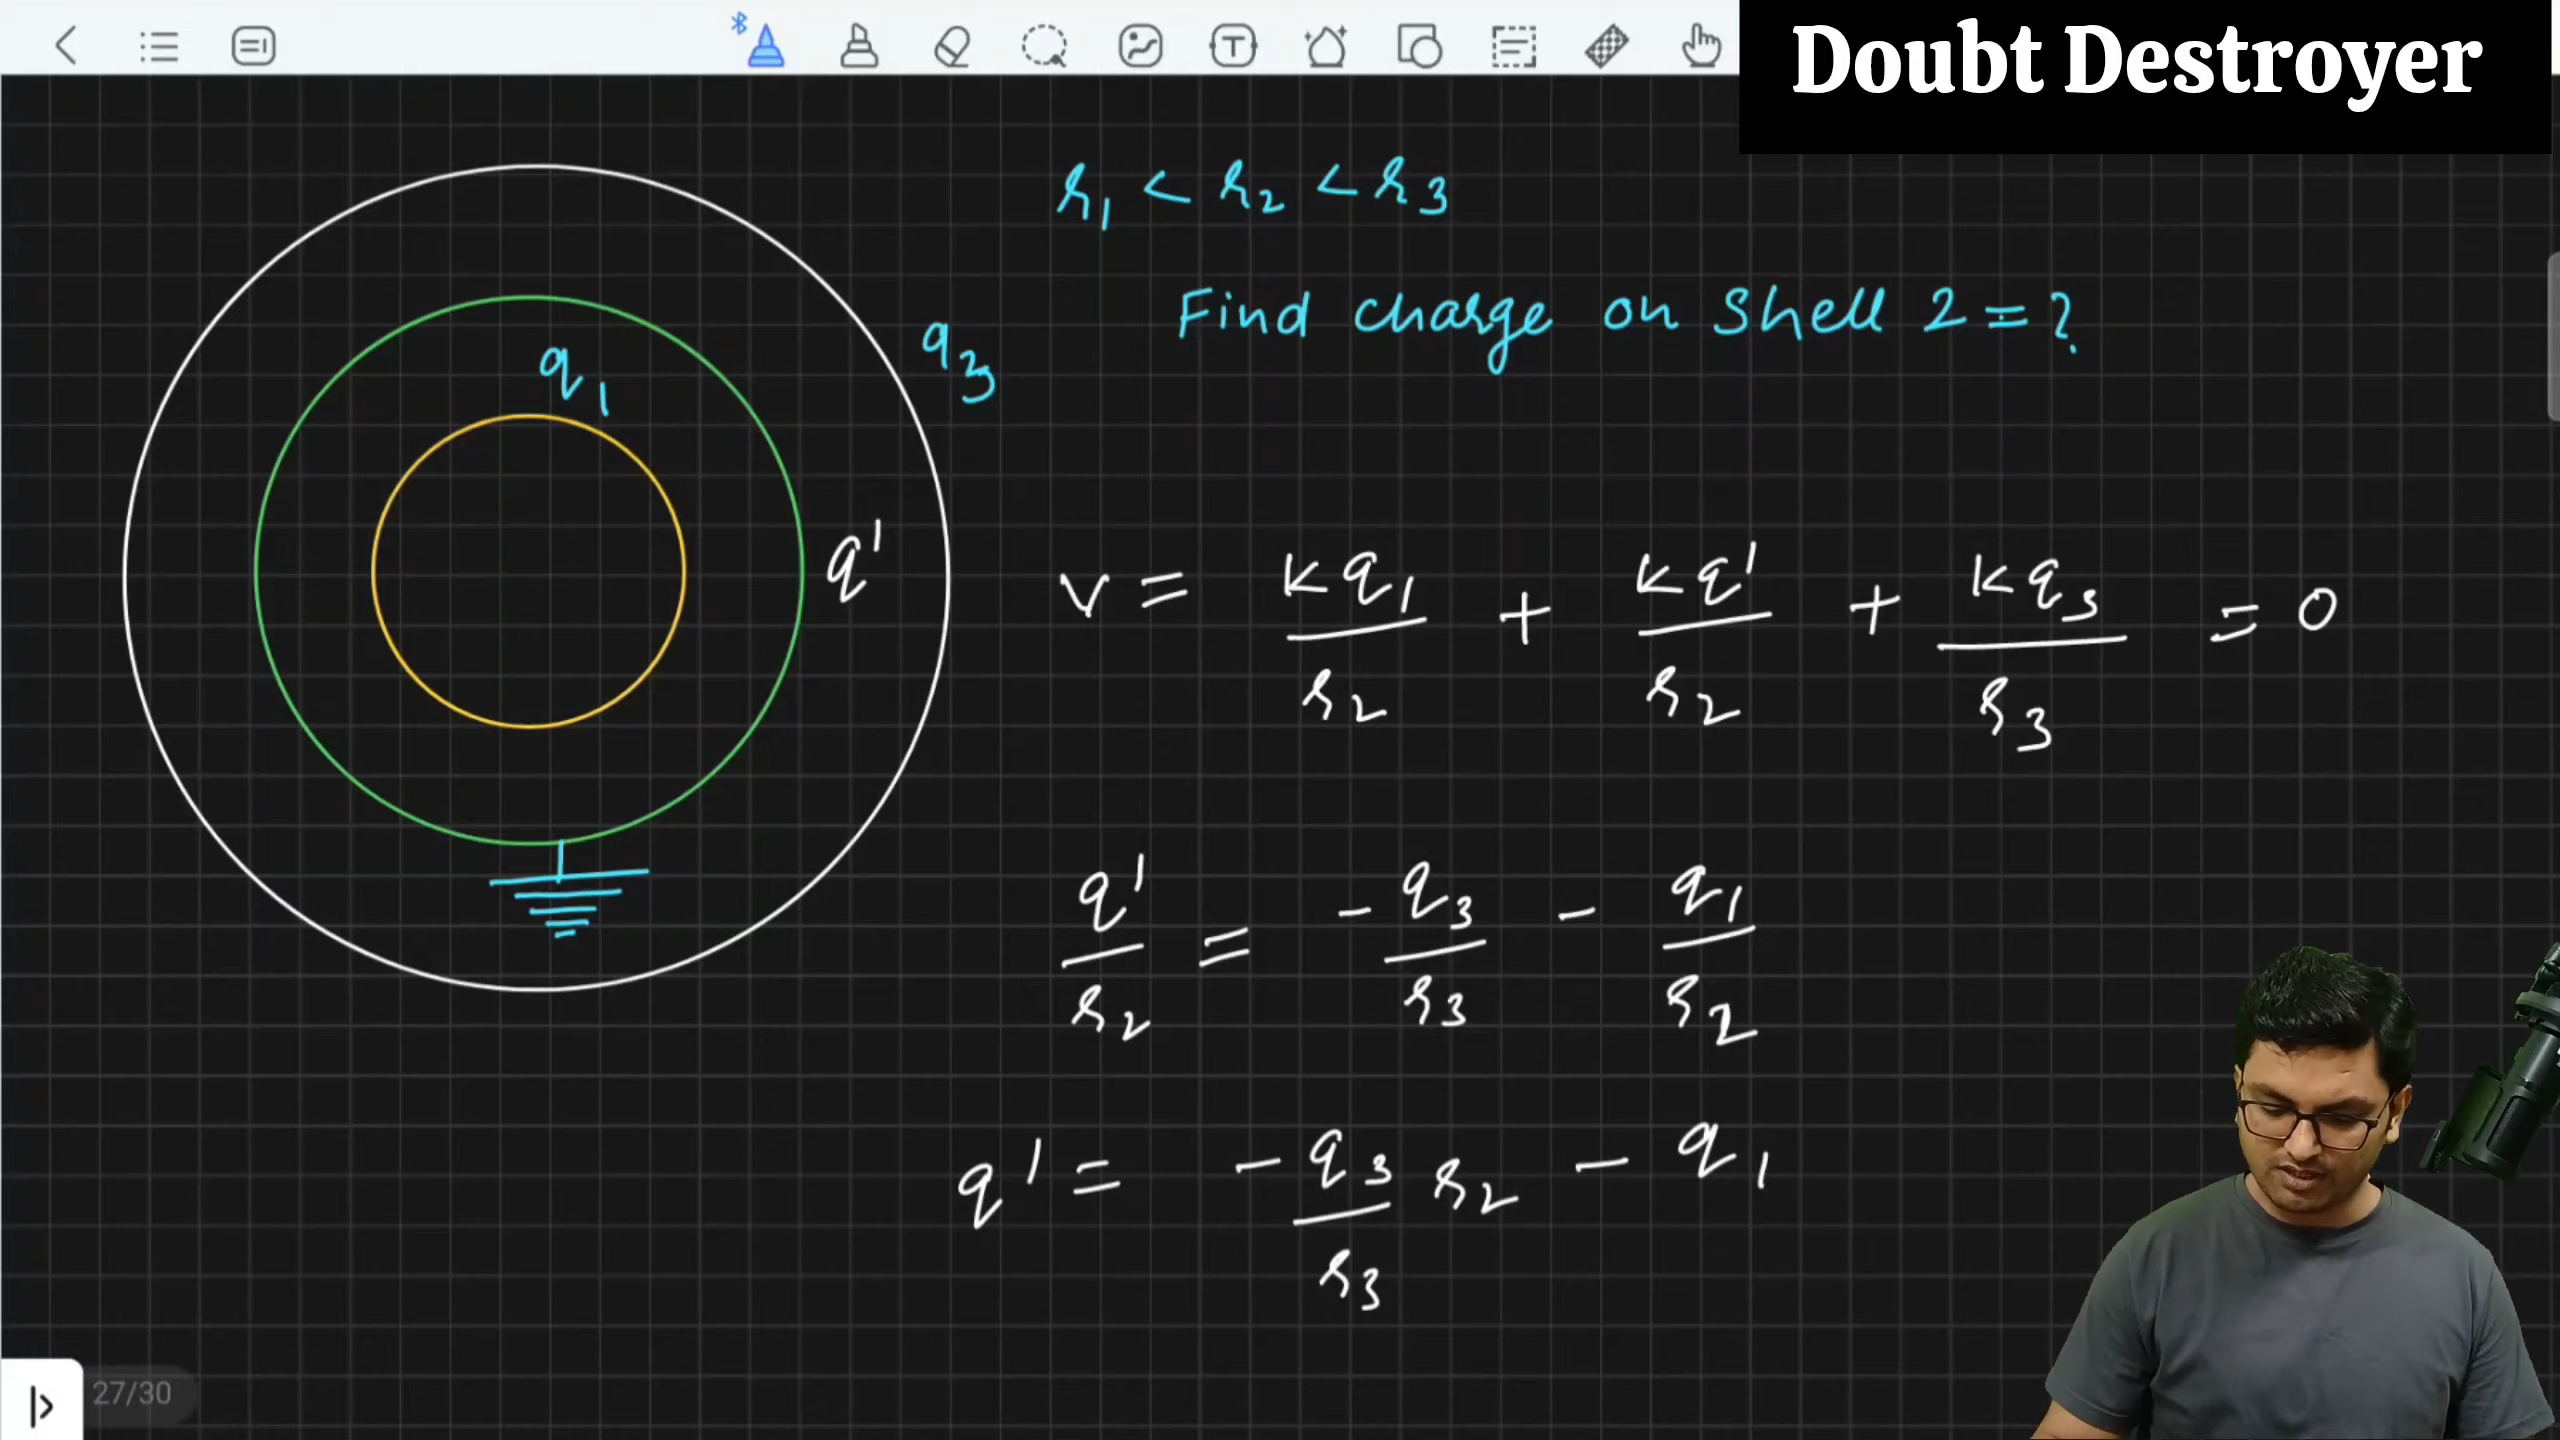 Doubt Destroyer
r₁ < r₂ < r₃
Find charge on Shell 2 = ?
q₁
q₃
q'
v = kq₁/r₂ + kq'/r₂ + kq₃/r₃ = 0
q'/r₂ = -q₃/r₃ - q₁/r₂
q' = -q₃/r₃ r₂ - q₁
27/30